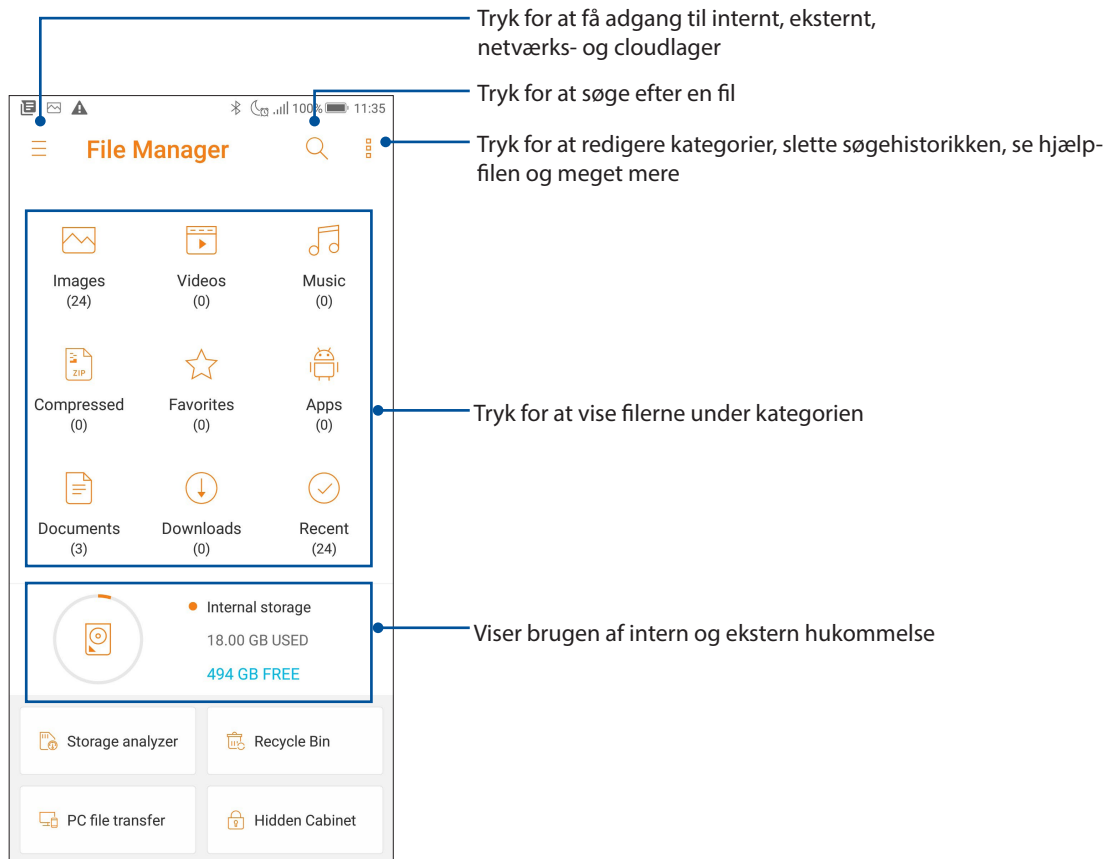 Tryk for at få adgang til internt, eksternt,
netværks- og cloudlager
Tryk for at søge efter en fil
100% 11:35
File Manager
Tryk for at redigere kategorier, slette søgehistorikken, se hjælp-
filen og meget mere
Images Videos Music
(24) (0) (0)
ZIP
Compressed Favorites Apps
(0) (0) (0)
Tryk for at vise filerne under kategorien
Documents Downloads Recent
(3) (0) (24)
Internal storage
18.00 GB USED
494 GB FREE
Viser brugen af intern og ekstern hukommelse
Storage analyzer Recycle Bin
PC file transfer Hidden Cabinet